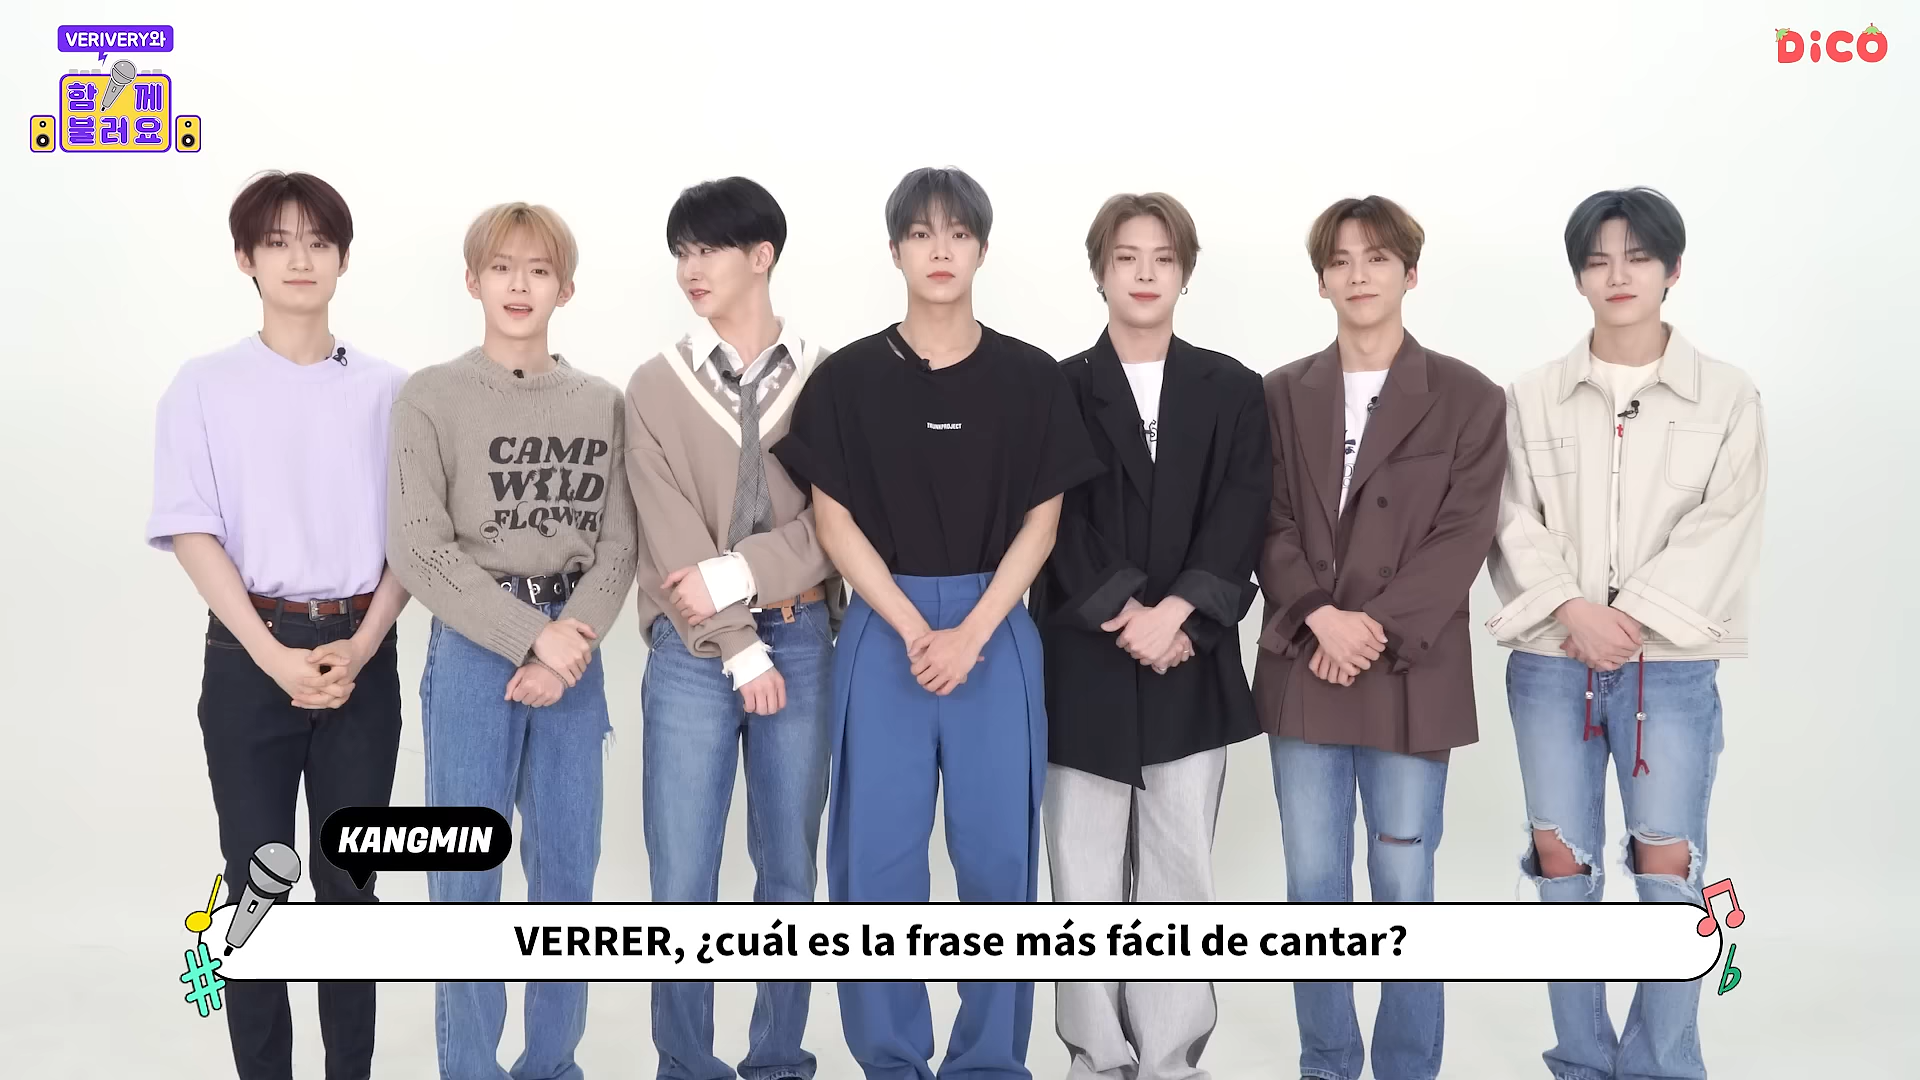 VERIVERY와
함께
불러요
DiCO
CAMP
WILD
FLOWER
THUNKPROJECT
KANGMIN
VERRER, ¿cuál es la frase más fácil de cantar?